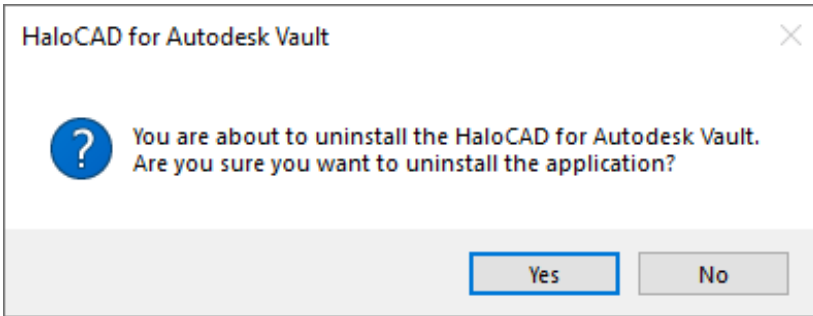 HaloCAD for Autodesk Vault
You are about to uninstall the HaloCAD for Autodesk Vault.
Are you sure you want to uninstall the application?
Yes
No